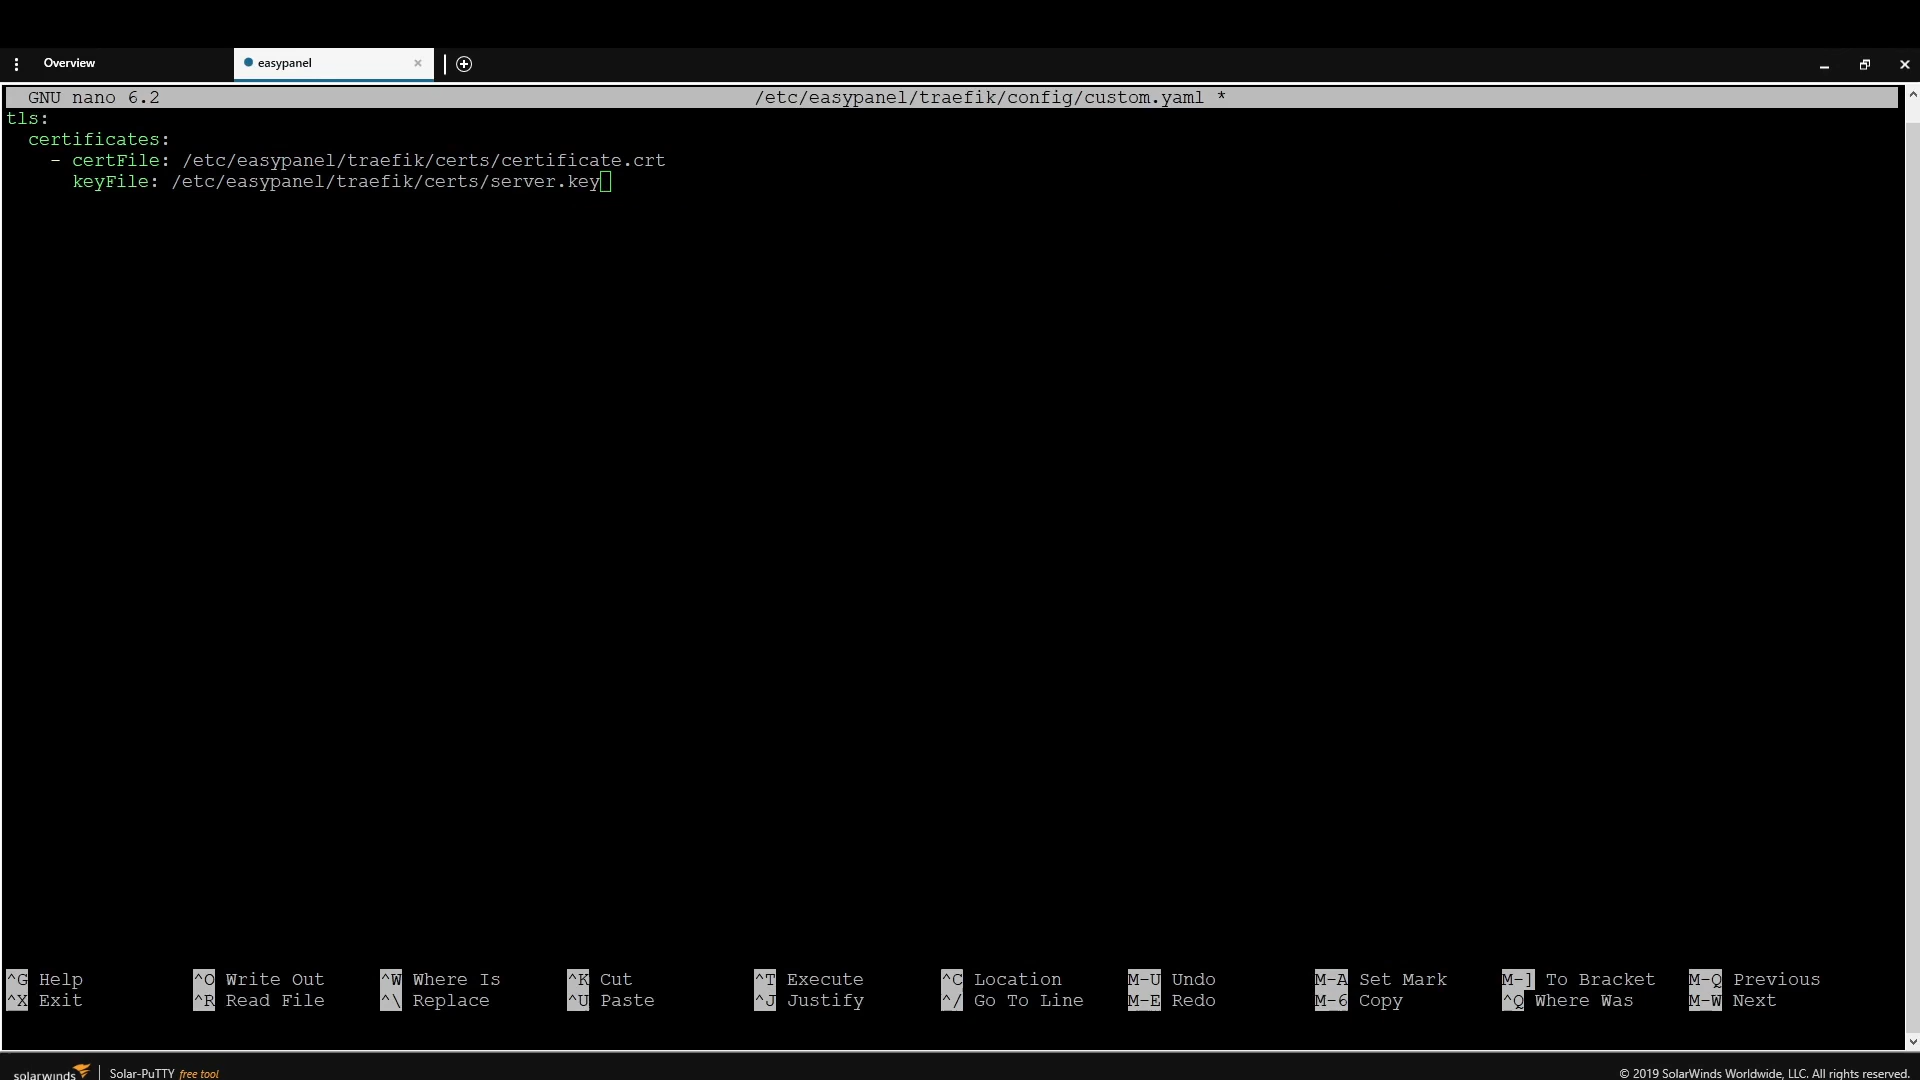 Overview
easypanel
GNU nano 6.2 /etc/easypanel/traefik/config/custom.yaml *
tls:
  certificates:
    - certFile: /etc/easypanel/traefik/certs/certificate.crt
      keyFile: /etc/easypanel/traefik/certs/server.key
^G Help ^O Write Out ^W Where Is ^K Cut ^T Execute ^C Location M-U Undo M-A Set Mark M-] To Bracket M-Q Previous
^X Exit ^R Read File ^\ Replace ^U Paste ^J Justify ^/ Go To Line M-E Redo M-6 Copy ^Q Where Was M-W Next
solarwinds | Solar-PuTTY free tool © 2019 SolarWinds Worldwide, LLC. All rights reserved.